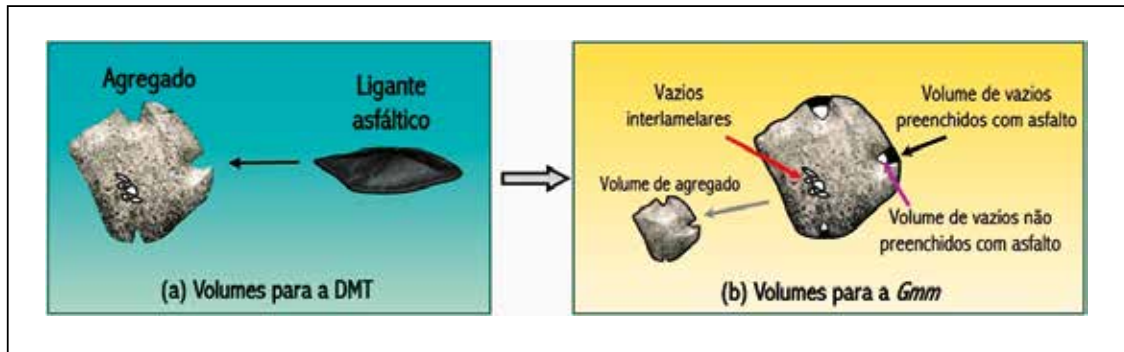 Agregado
Ligante
asfáltico
(a) Volumes para a DMT
Vazios
interlamelares
Volume de vazios
preenchidos com asfalto
Volume de agregado
Volume de vazios não
preenchidos com asfalto
(b) Volumes para a Gmm